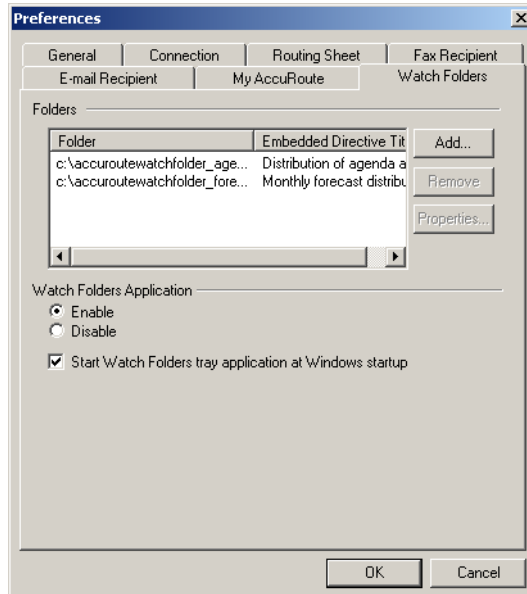 Preferences
General Connection Routing Sheet Fax Recipient
E-mail Recipient My AccuRoute Watch Folders
Folders
Folder Embedded Directive Tit
c:\accuroutewatchfolder_age... Distribution of agenda a
c:\accuroutewatchfolder_fore... Monthly forecast distribu
Add...
Remove
Properties...
Watch Folders Application
Enable
Disable
Start Watch Folders tray application at Windows startup
OK Cancel